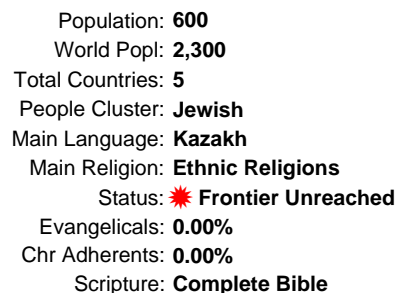 Population: 600
World Popl: 2,300
Total Countries: 5
People Cluster: Jewish
Main Language: Kazakh
Main Religion: Ethnic Religions
Status: Frontier Unreached
Evangelicals: 0.00%
Chr Adherents: 0.00%
Scripture: Complete Bible